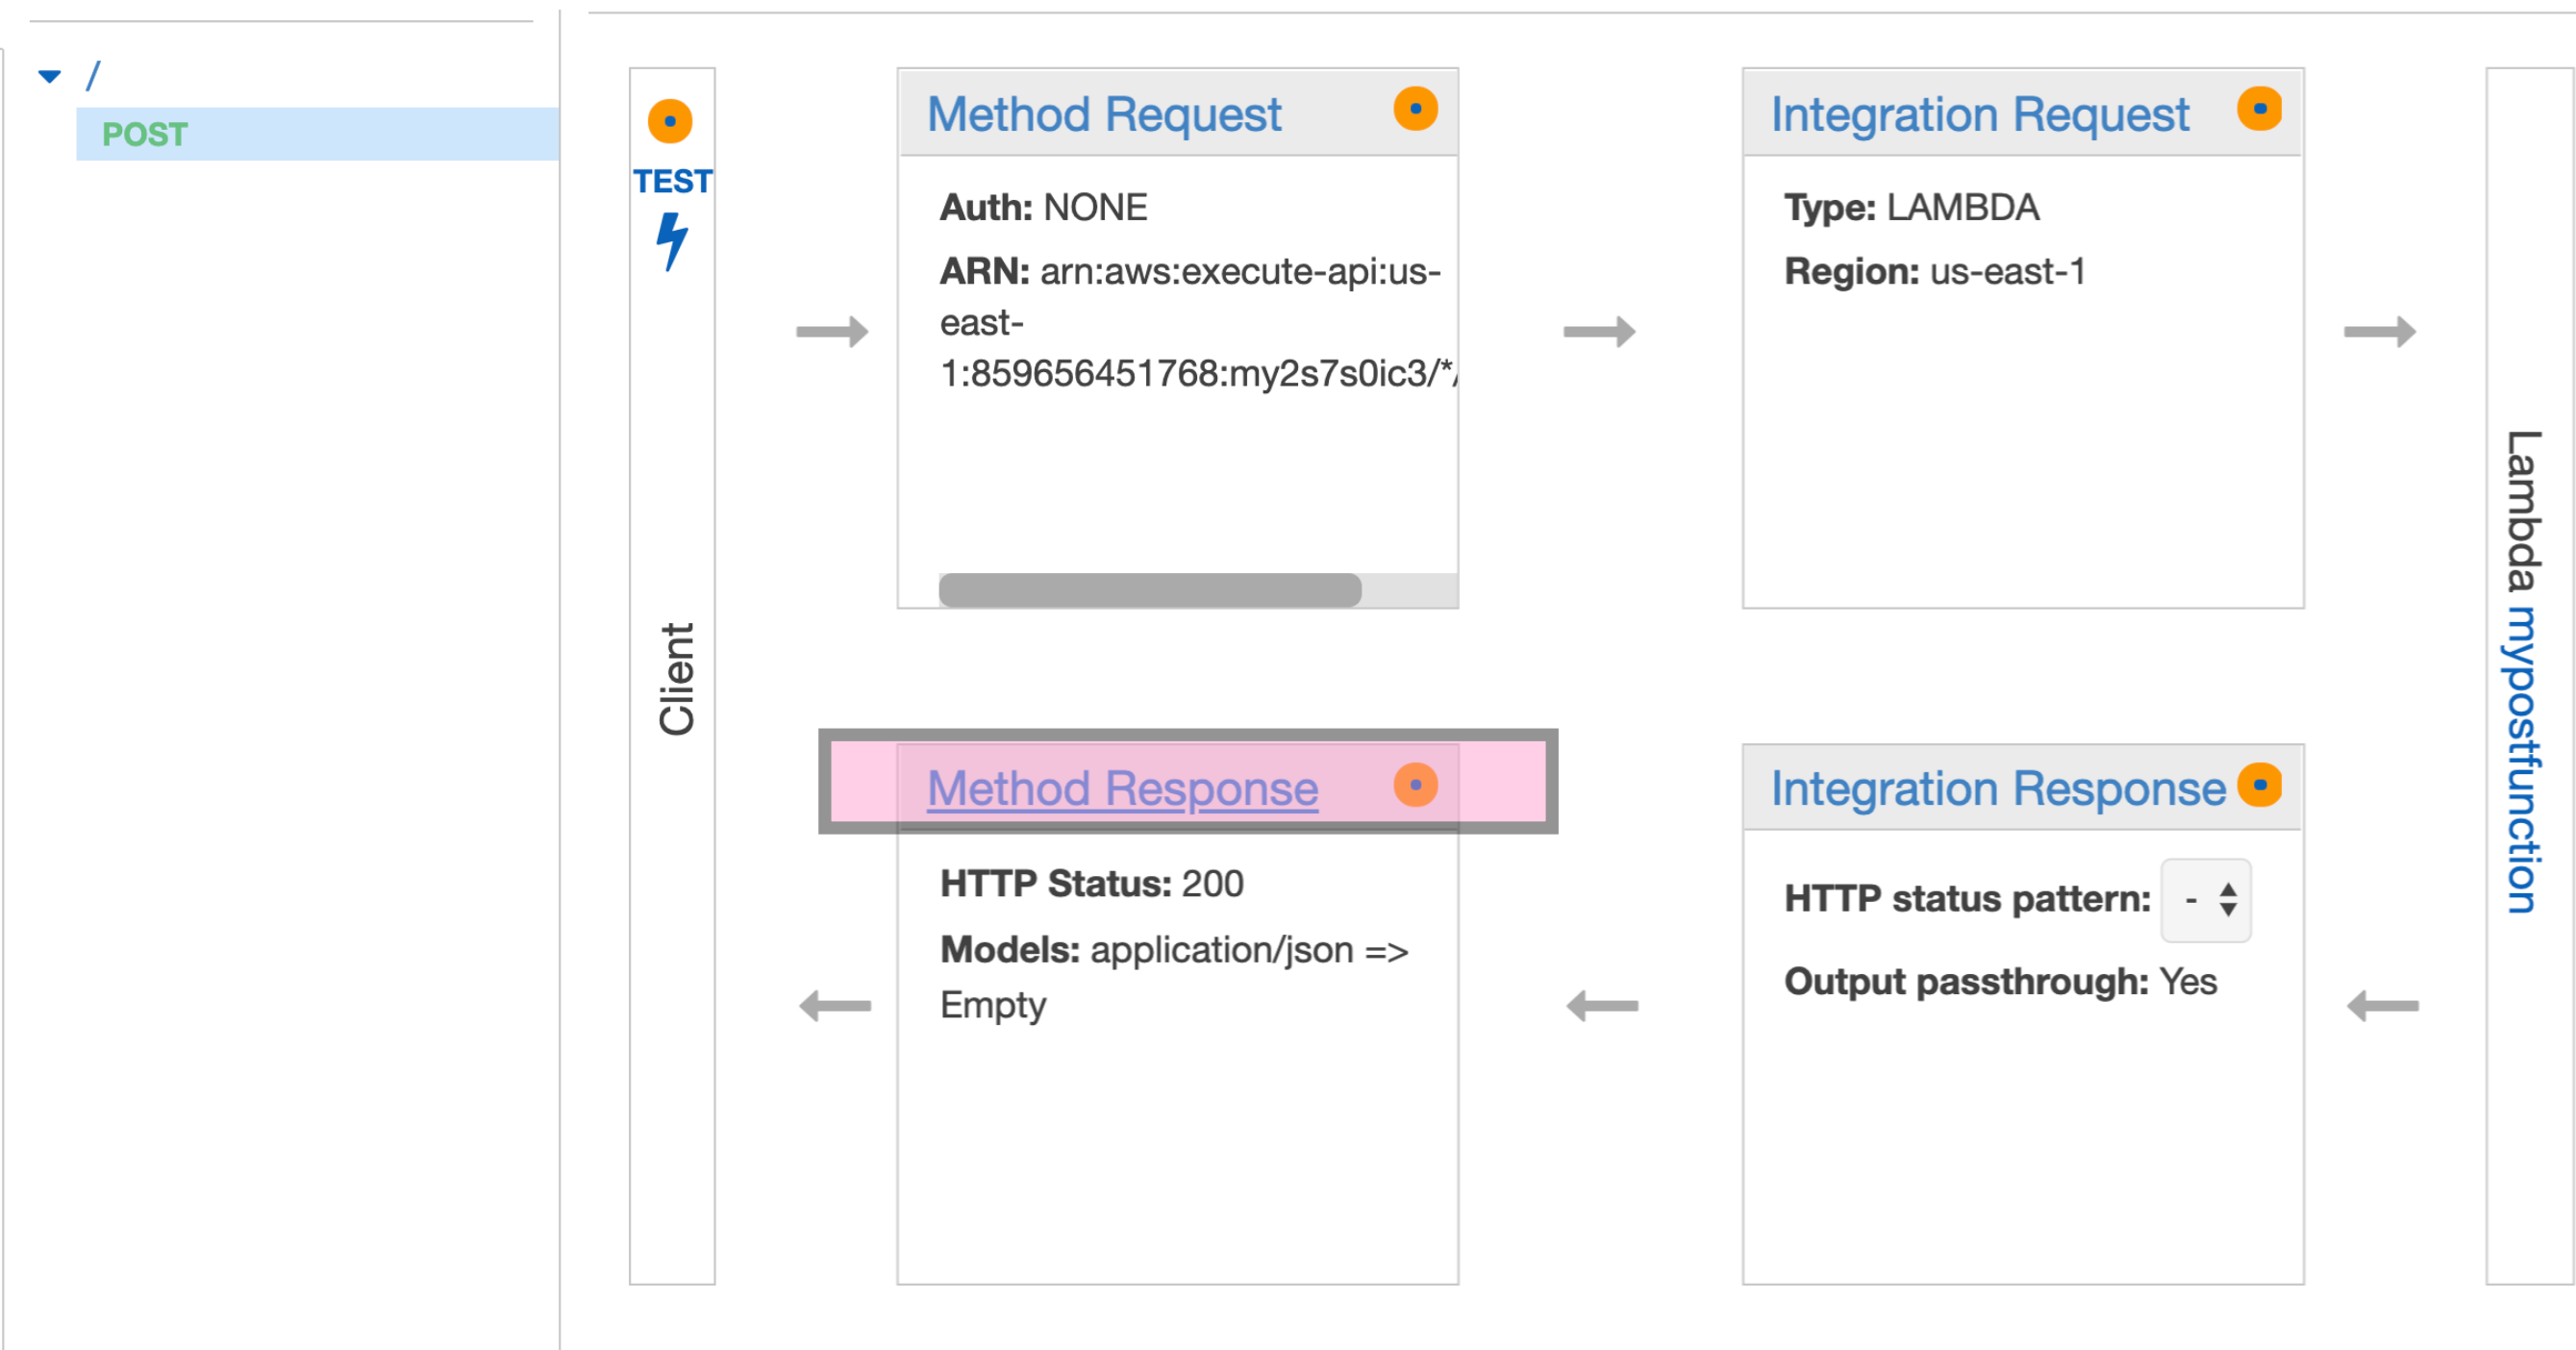 /
POST
TEST
Client
Method Request
Auth: NONE
ARN: arn:aws:execute-api:us-
east-
1:859656451768:my2s7s0ic3/*/
Integration Request
Type: LAMBDA
Region: us-east-1
Lambda mypostfunction
Method Response
HTTP Status: 200
Models: application/json =>
Empty
Integration Response
HTTP status pattern: -
Output passthrough: Yes